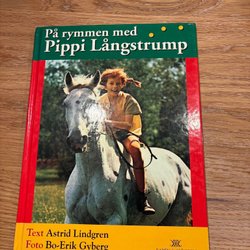 På rymmen med
Pippi Långstrump
Text Astrid Lindgren
Foto Bo-Erik Gyberg